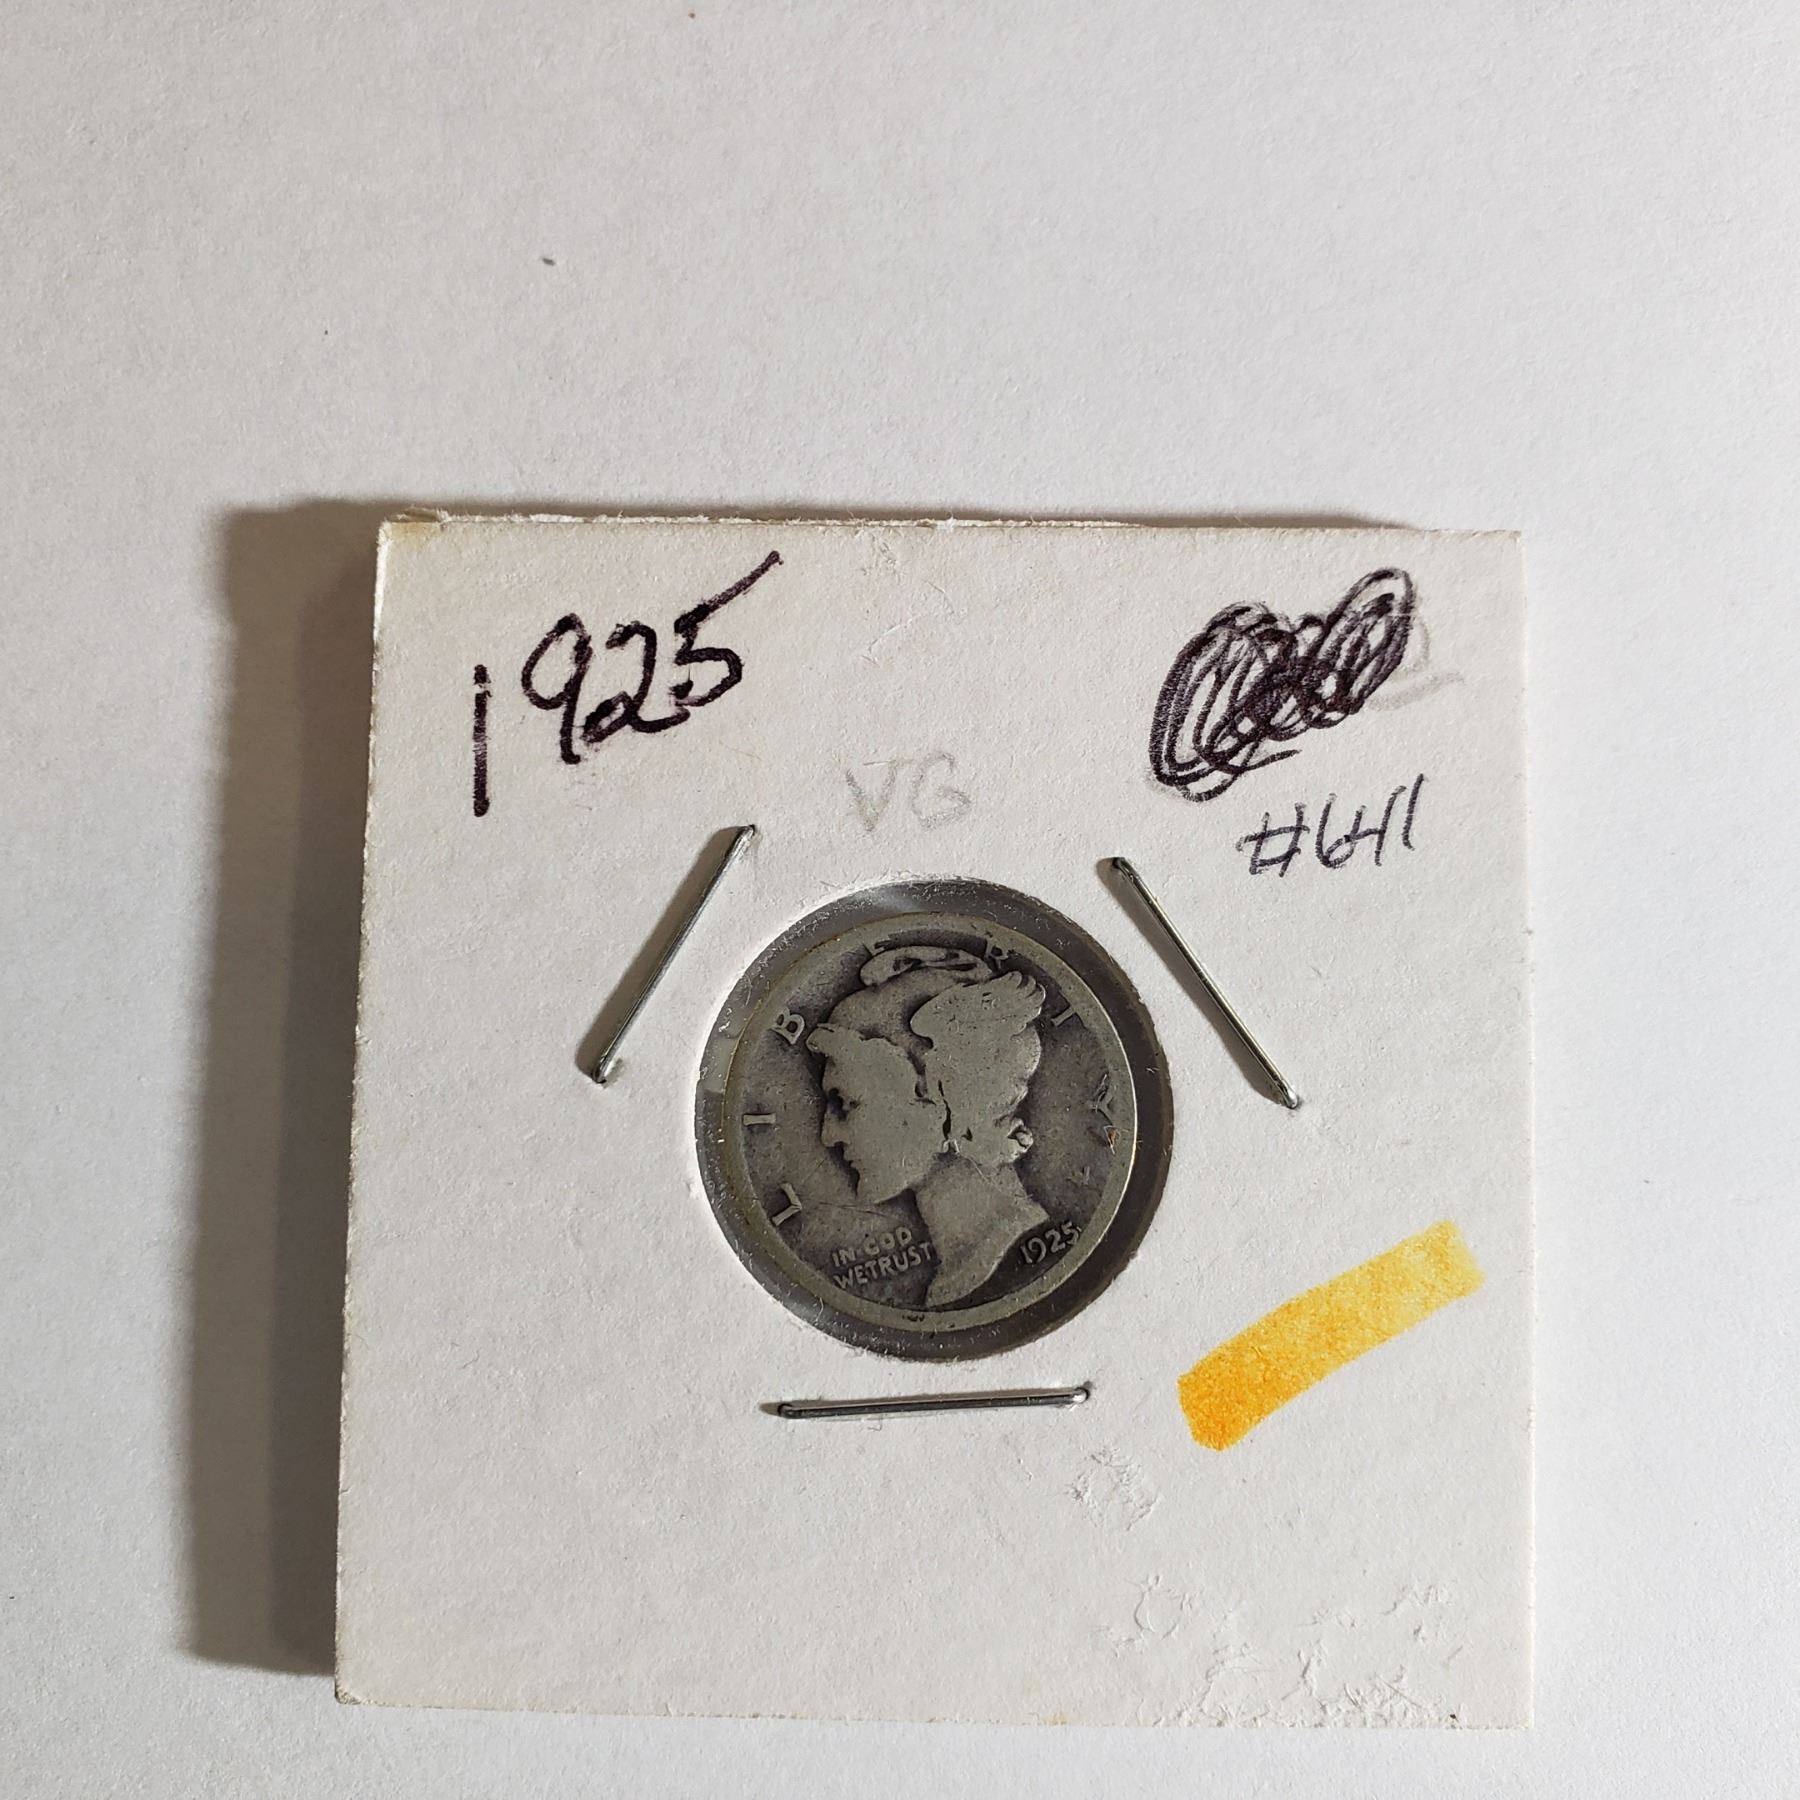 1925
VG
#641
LIBERTY
IN GOD
WE TRUST
1925